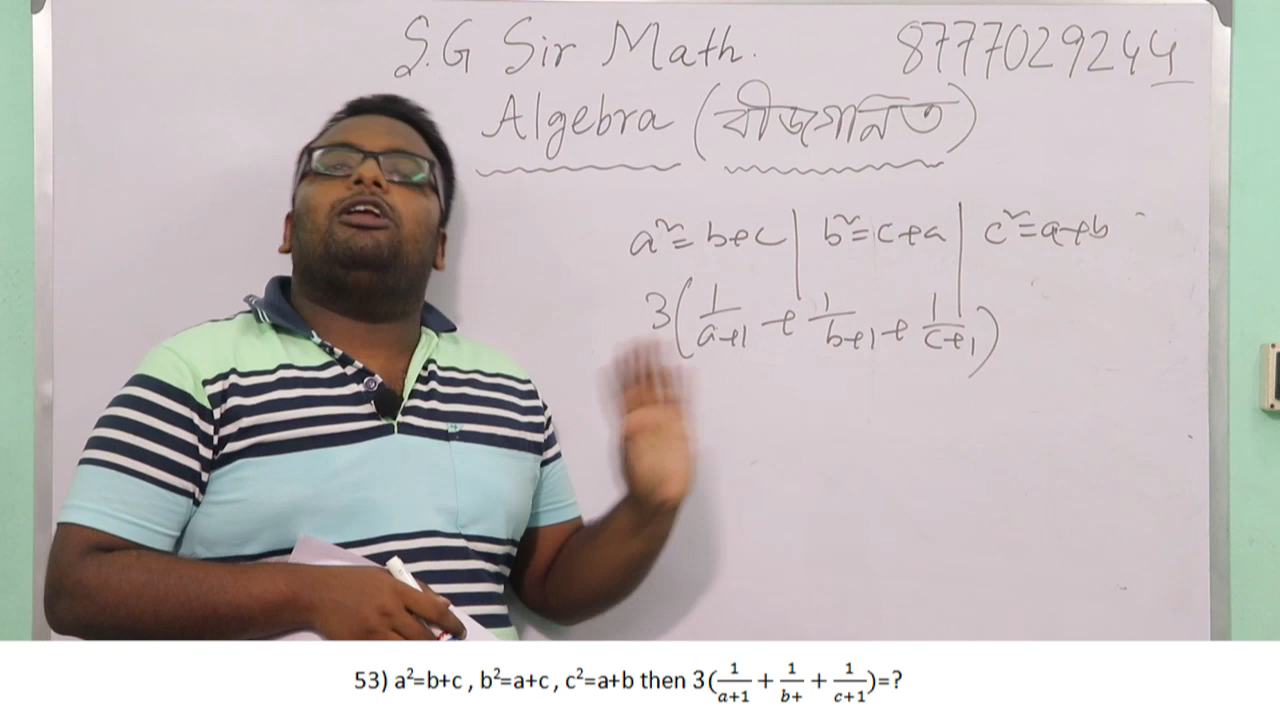 S.G Sir Math. 8777029244
Algebra (বীজগনিত)
a²=b+c | b²=c+a | c²=a+b
3(1/a+1 + 1/b+1 + 1/c+1)
53) a²=b+c , b²=a+c , c²=a+b then 3(1/a+1 + 1/b+ + 1/c+1)=?